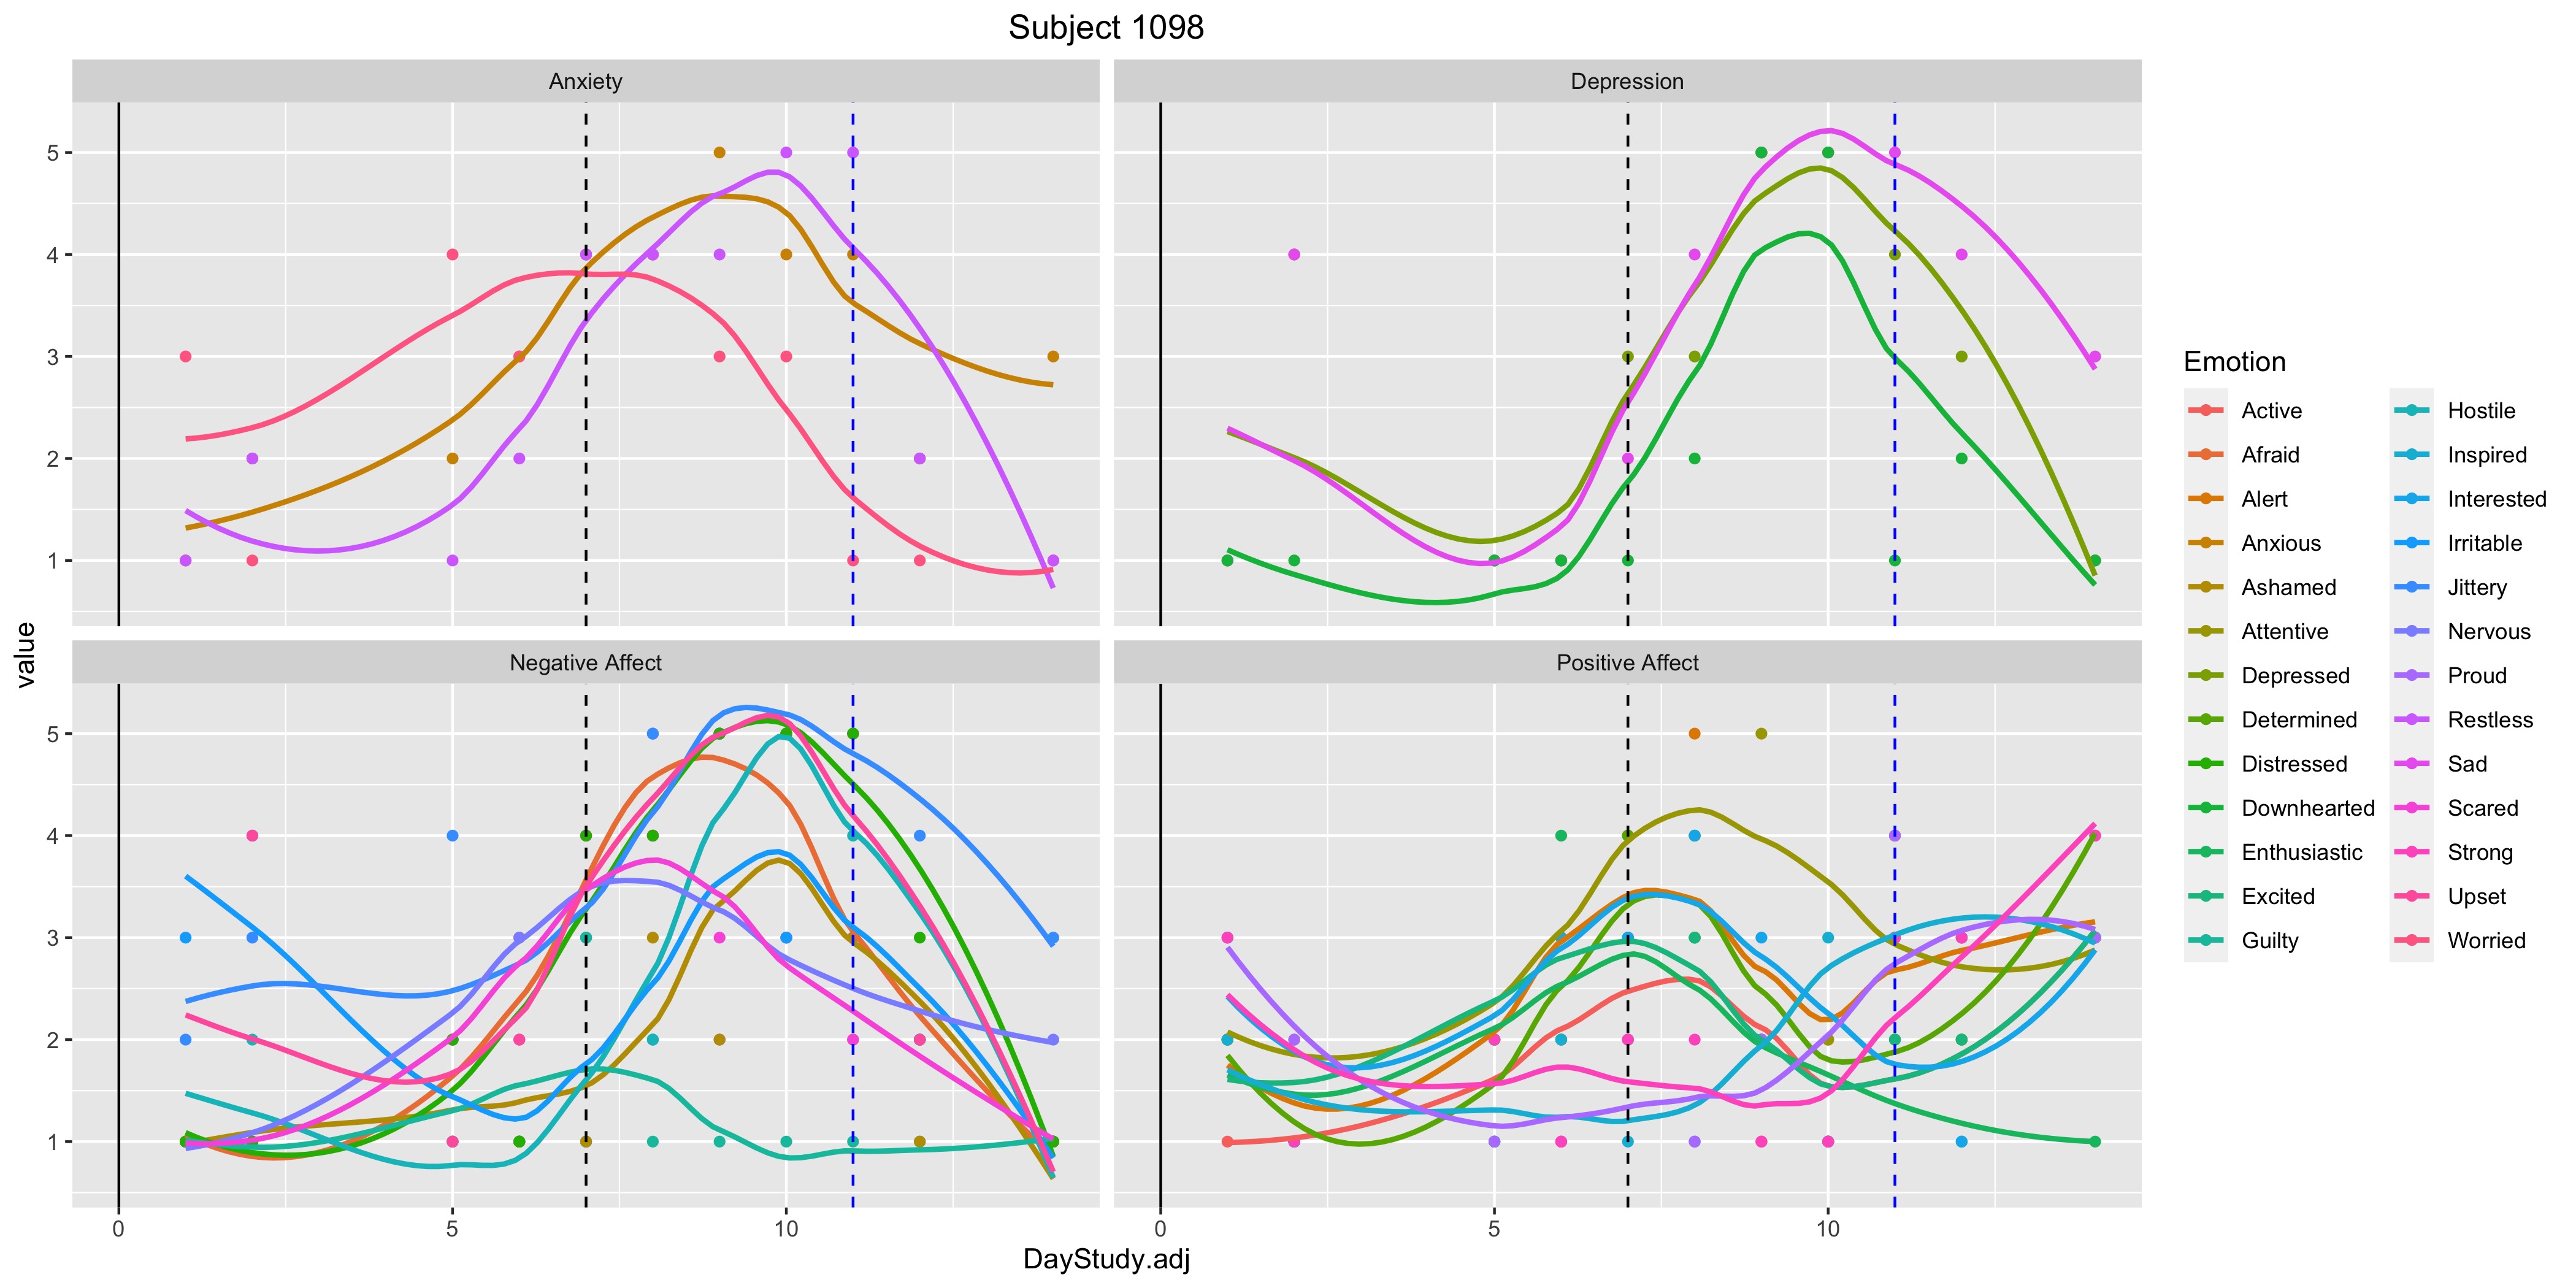 Subject 1098
Anxiety
Depression
5
4
3
2
1
Negative Affect
Positive Affect
5
4
3
2
1
0
5
10
0
5
10
value
DayStudy.adj
Emotion
Active
Afraid
Alert
Anxious
Ashamed
Attentive
Depressed
Determined
Distressed
Downhearted
Enthusiastic
Excited
Guilty
Hostile
Inspired
Interested
Irritable
Jittery
Nervous
Proud
Restless
Sad
Scared
Strong
Upset
Worried